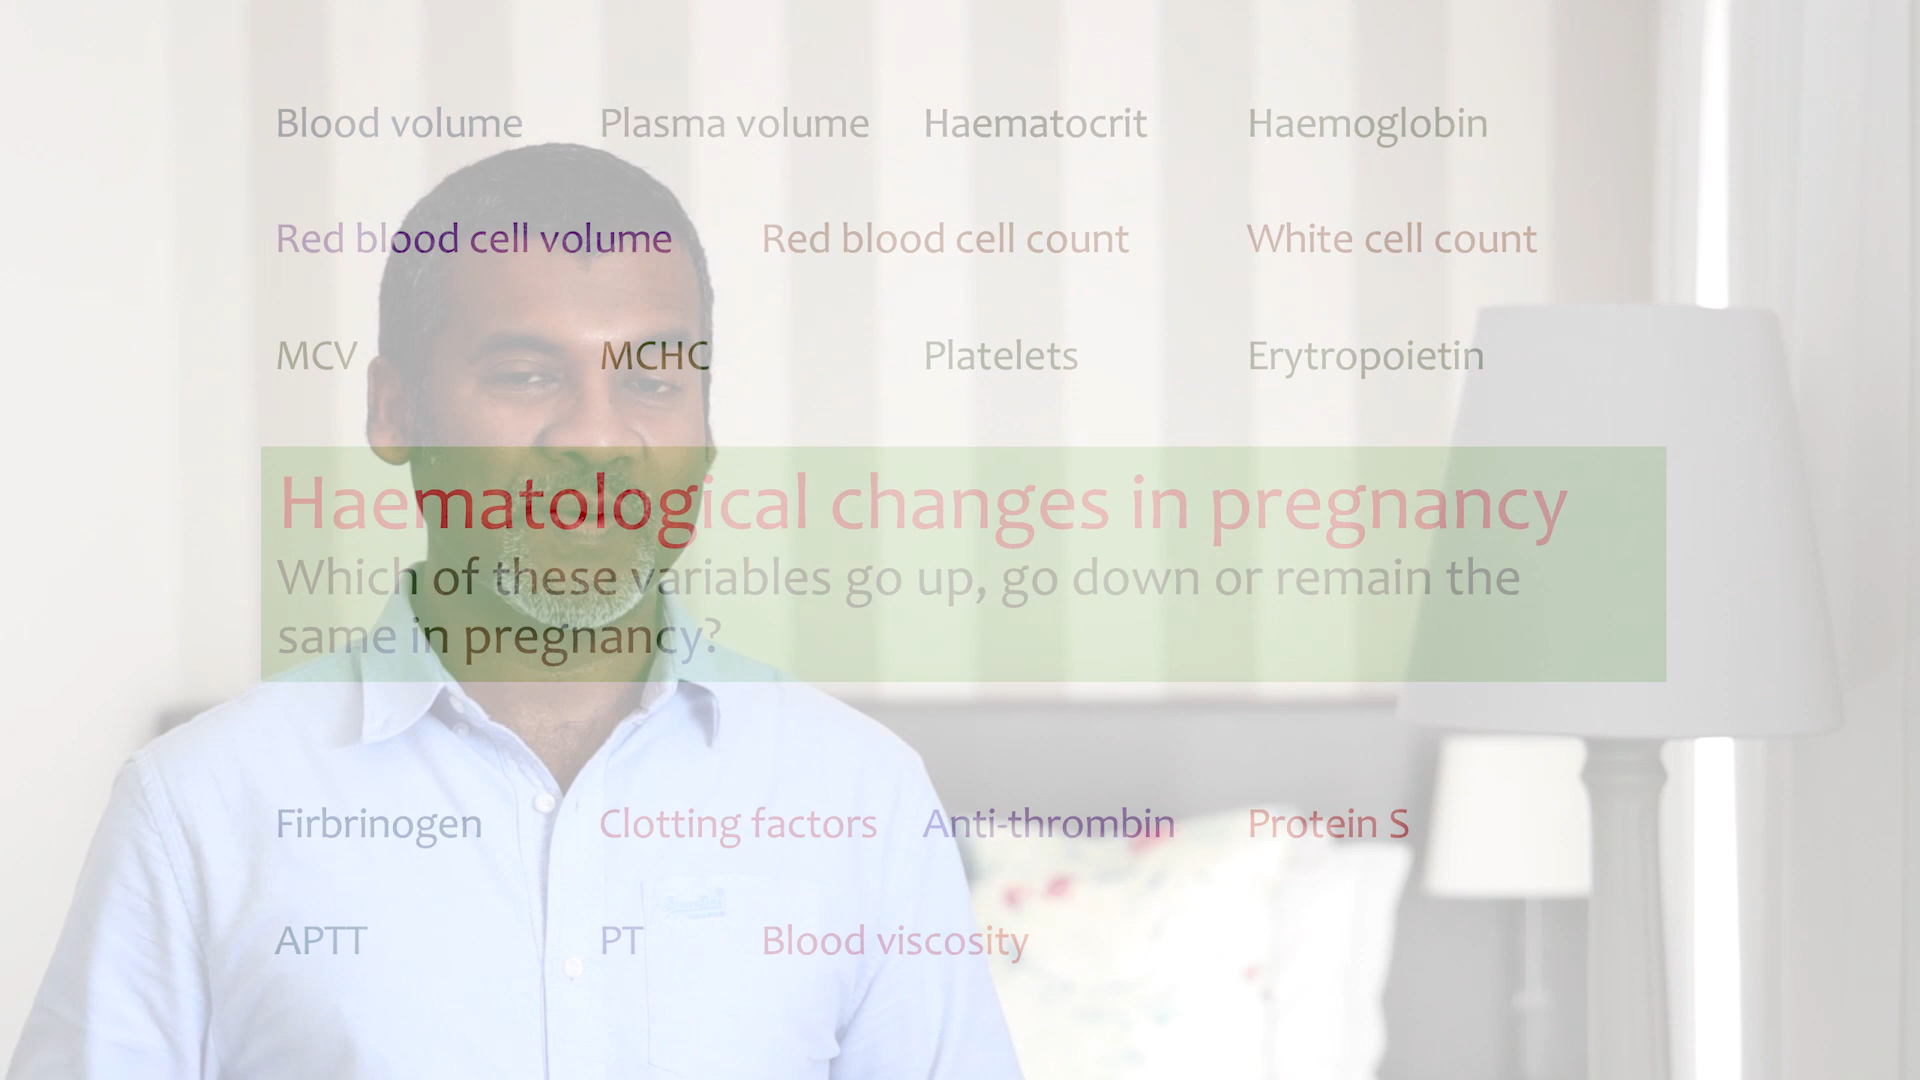 Blood volume Plasma volume Haematocrit Haemoglobin
Red blood cell volume Red blood cell count White cell count
MCV MCHC Platelets Erytropoietin
Haematological changes in pregnancy
Which of these variables go up, go down or remain the
same in pregnancy?
Firbrinogen Clotting factors Anti-thrombin Protein S
APTT PT Blood viscosity